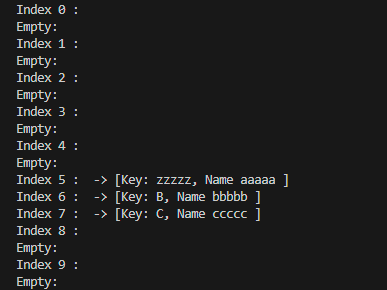 Index 0 :
Empty:
Index 1 :
Empty:
Index 2 :
Empty:
Index 3 :
Empty:
Index 4 :
Empty:
Index 5 :  -> [Key: zzzzz, Name aaaaa ]
Index 6 :  -> [Key: B, Name bbbbb ]
Index 7 :  -> [Key: C, Name ccccc ]
Index 8 :
Empty:
Index 9 :
Empty: